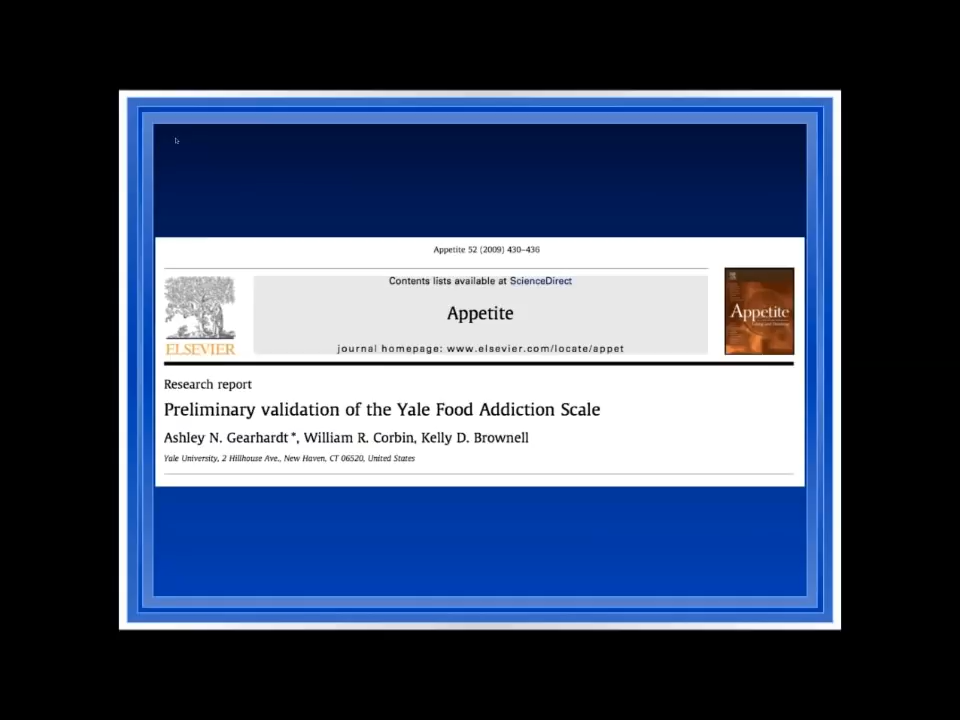 Appetite 52 (2009) 430–436
Contents lists available at ScienceDirect
Appetite
journal homepage: www.elsevier.com/locate/appet
ELSEVIER
Appetite
Research report
Preliminary validation of the Yale Food Addiction Scale
Ashley N. Gearhardt *, William R. Corbin, Kelly D. Brownell
Yale University, 2 Hillhouse Ave., New Haven, CT 06520, United States